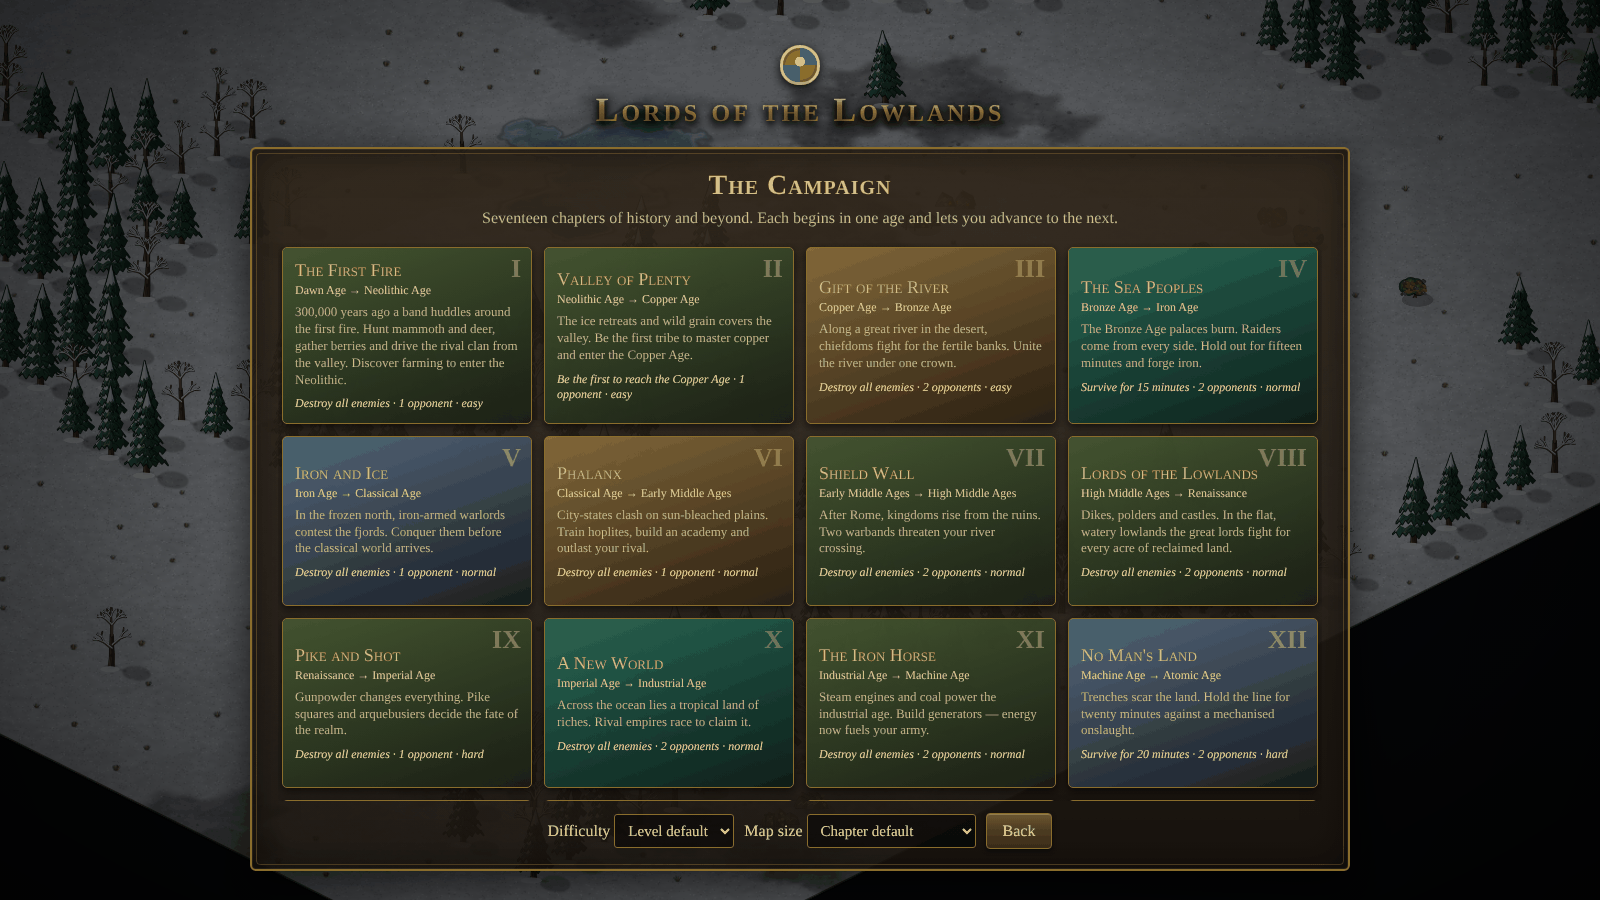 Lords of the Lowlands
The Campaign
Seventeen chapters of history and beyond. Each begins in one age and lets you advance to the next.
I
The First Fire
Dawn Age → Neolithic Age
300,000 years ago a band huddles around
the first fire. Hunt mammoth and deer,
gather berries and drive the rival clan from
the valley. Discover farming to enter the
Neolithic.
Destroy all enemies · 1 opponent · easy
II
Valley of Plenty
Neolithic Age → Copper Age
The ice retreats and wild grain covers the
valley. Be the first tribe to master copper
and enter the Copper Age.
Be the first to reach the Copper Age · 1
opponent · easy
III
Gift of the River
Copper Age → Bronze Age
Along a great river in the desert,
chiefdoms fight for the fertile banks. Unite
the river under one crown.
Destroy all enemies · 2 opponents · easy
IV
The Sea Peoples
Bronze Age → Iron Age
The Bronze Age palaces burn. Raiders
come from every side. Hold out for fifteen
minutes and forge iron.
Survive for 15 minutes · 2 opponents · normal
V
Iron and Ice
Iron Age → Classical Age
In the frozen north, iron-armed warlords
contest the fjords. Conquer them before
the classical world arrives.
Destroy all enemies · 1 opponent · normal
VI
Phalanx
Classical Age → Early Middle Ages
City-states clash on sun-bleached plains.
Train hoplites, build an academy and
outlast your rival.
Destroy all enemies · 1 opponent · normal
VII
Shield Wall
Early Middle Ages → High Middle Ages
After Rome, kingdoms rise from the ruins.
Two warbands threaten your river
crossing.
Destroy all enemies · 2 opponents · normal
VIII
Lords of the Lowlands
High Middle Ages → Renaissance
Dikes, polders and castles. In the flat,
watery lowlands the great lords fight for
every acre of reclaimed land.
Destroy all enemies · 2 opponents · normal
IX
Pike and Shot
Renaissance → Imperial Age
Gunpowder changes everything. Pike
squares and arquebusiers decide the fate of
the realm.
Destroy all enemies · 1 opponent · hard
X
A New World
Imperial Age → Industrial Age
Across the ocean lies a tropical land of
riches. Rival empires race to claim it.
Destroy all enemies · 2 opponents · normal
XI
The Iron Horse
Industrial Age → Machine Age
Steam engines and coal power the
industrial age. Build generators — energy
now fuels your army.
Destroy all enemies · 2 opponents · normal
XII
No Man's Land
Machine Age → Atomic Age
Trenches scar the land. Hold the line for
twenty minutes against a mechanised
onslaught.
Survive for 20 minutes · 2 opponents · hard
Difficulty Level default Map size Chapter default Back